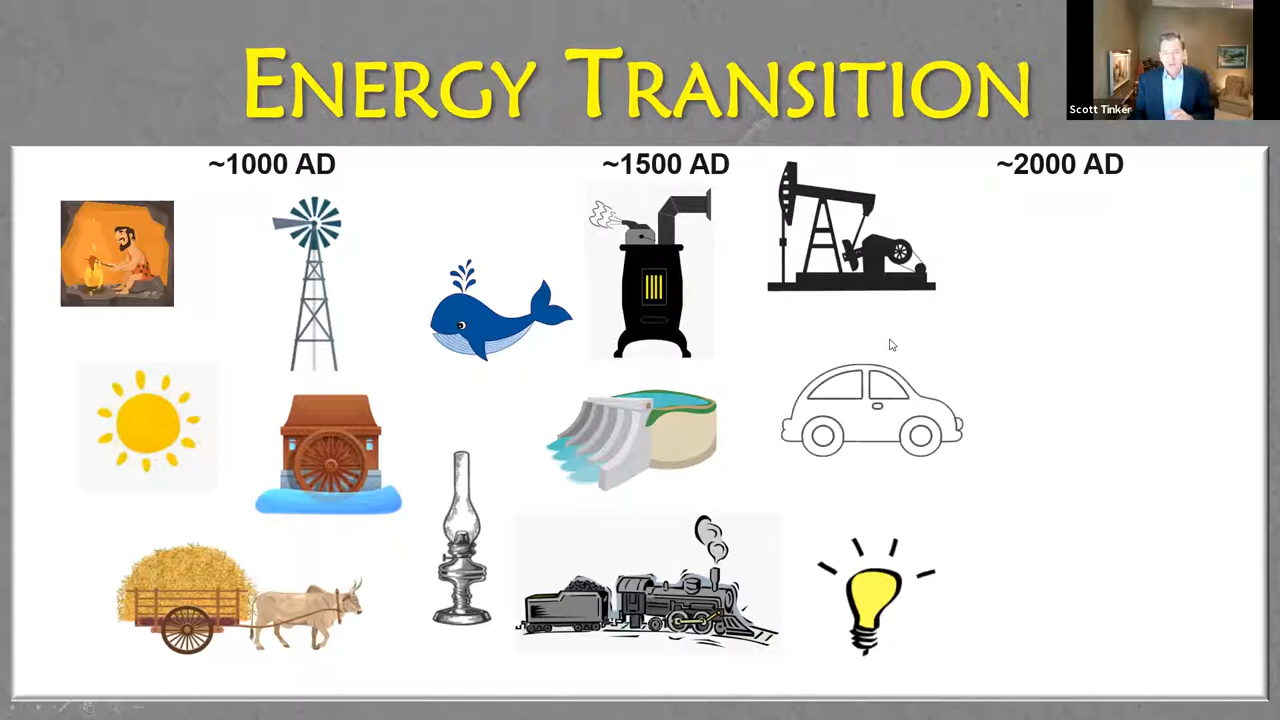 ENERGY TRANSITION
Scott Tinker
~1000 AD
~1500 AD
~2000 AD